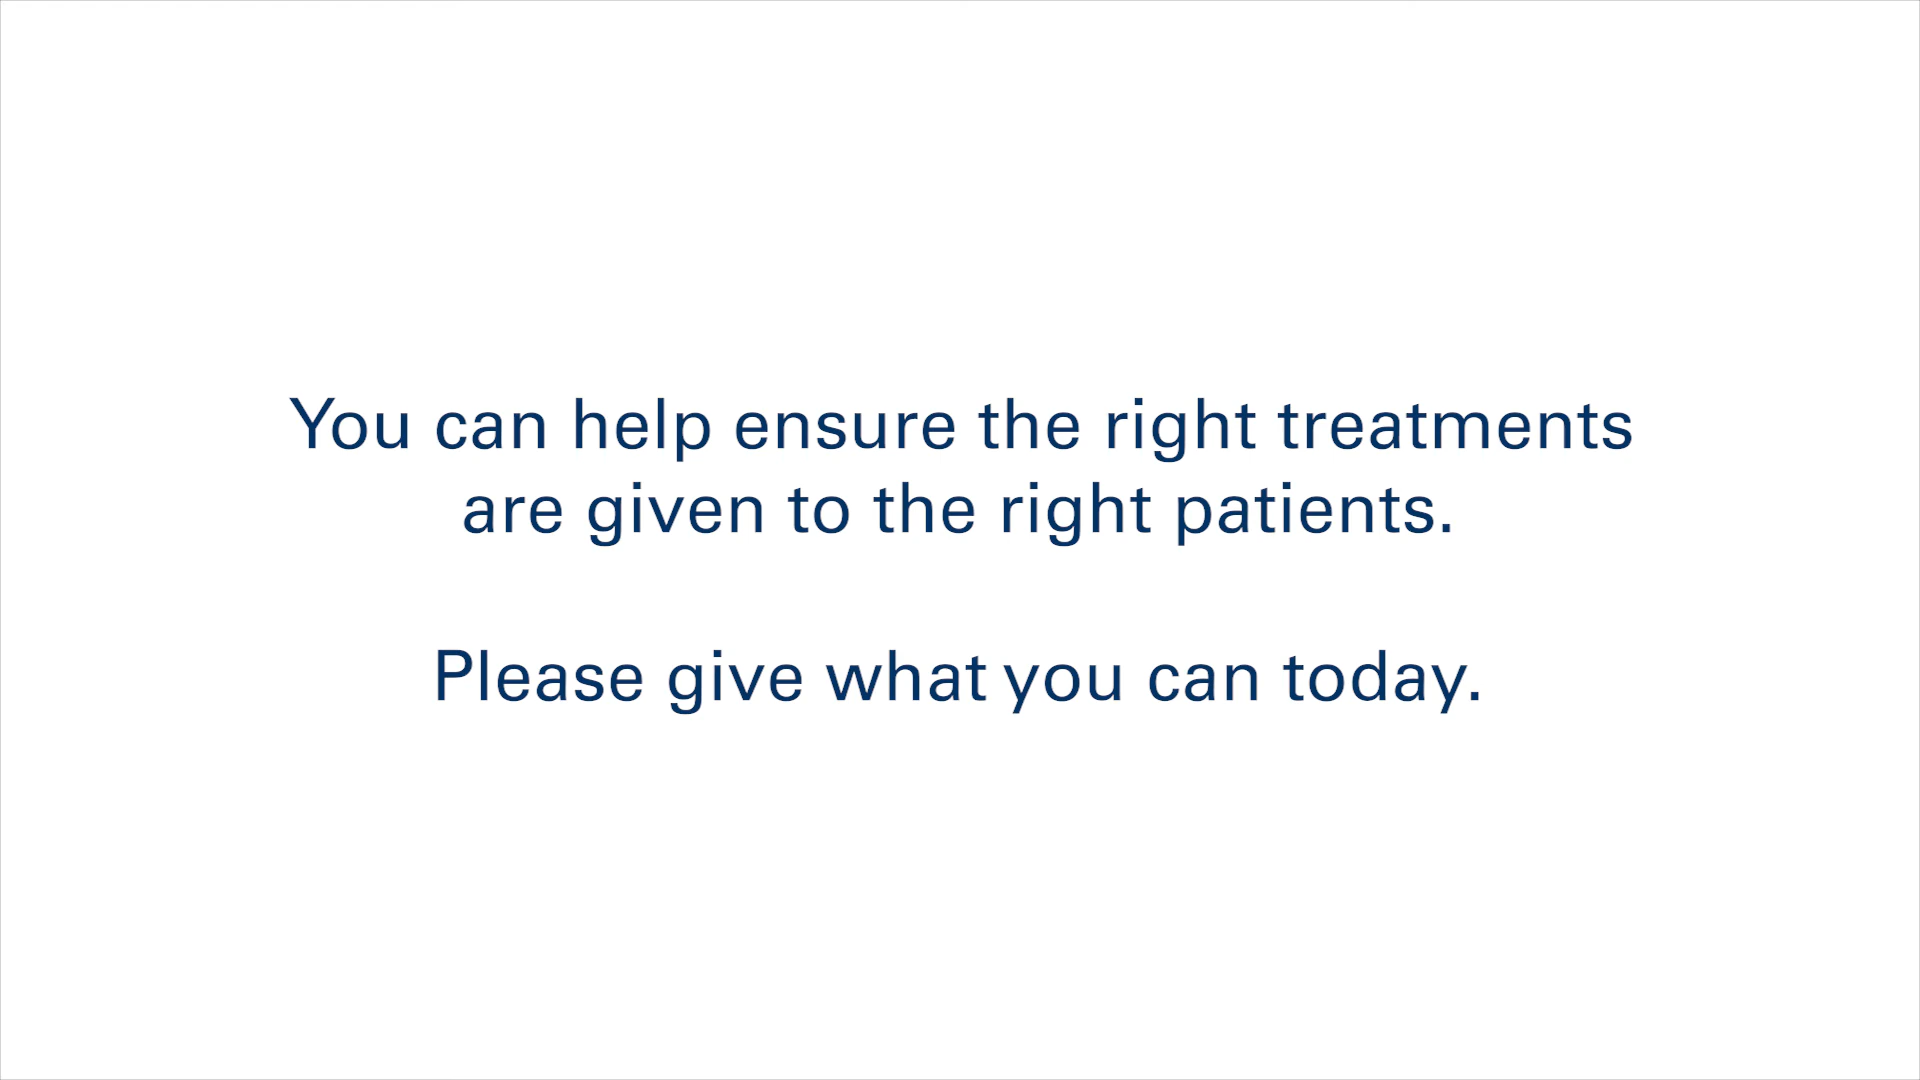 You can help ensure the right treatments
are given to the right patients.
Please give what you can today.